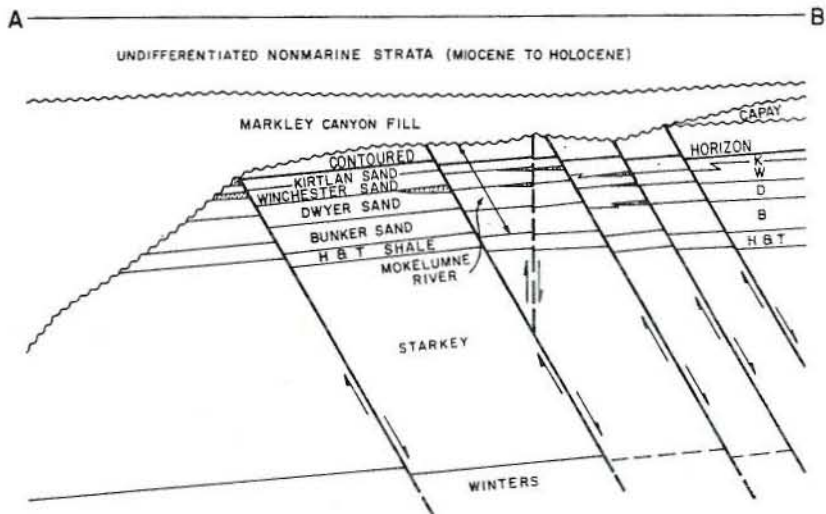 A
B
UNDIFFERENTIATED NONMARINE STRATA (MIOCENE TO HOLOCENE)
CAPAY
MARKLEY CANYON FILL
CONTOURED
HORIZON
KIRTLAN SAND
K
WINCHESTER SAND
W
DWYER SAND
D
BUNKER SAND
B
H & T SHALE
H & T
MOKELUMNE
RIVER
STARKEY
WINTERS